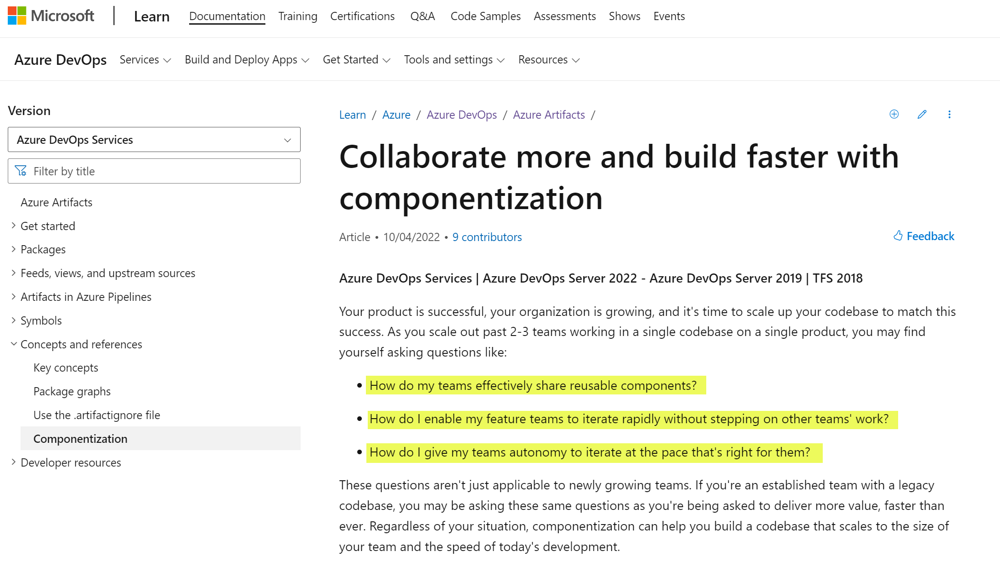 Microsoft
Learn
Documentation Training Certifications Q&A Code Samples Assessments Shows Events
Azure DevOps Services Build and Deploy Apps Get Started Tools and settings Resources
Version
Azure DevOps Services
Filter by title
Azure Artifacts
Get started
Packages
Feeds, views, and upstream sources
Artifacts in Azure Pipelines
Symbols
Concepts and references
Key concepts
Package graphs
Use the .artifactignore file
Componentization
Developer resources
Learn / Azure / Azure DevOps / Azure Artifacts /
Collaborate more and build faster with
componentization
Article • 10/04/2022 • 9 contributors
Feedback
Azure DevOps Services | Azure DevOps Server 2022 - Azure DevOps Server 2019 | TFS 2018
Your product is successful, your organization is growing, and it's time to scale up your codebase to match this
success. As you scale out past 2-3 teams working in a single codebase on a single product, you may find
yourself asking questions like:
• How do my teams effectively share reusable components?
• How do I enable my feature teams to iterate rapidly without stepping on other teams' work?
• How do I give my teams autonomy to iterate at the pace that's right for them?
These questions aren't just applicable to newly growing teams. If you're an established team with a legacy
codebase, you may be asking these same questions as you're being asked to deliver more value, faster than
ever. Regardless of your situation, componentization can help you build a codebase that scales to the size of
your team and the speed of today's development.